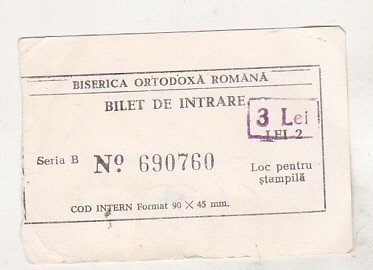 BISERICA ORTODOXĂ ROMÂNĂ
BILET DE INTRARE
3 Lei
LEI 2
Seria B Nº 690760
Loc pentru
ștampilă
COD INTERN Format 90 × 45 mm.